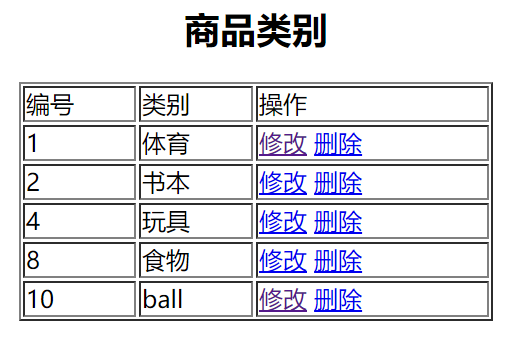 商品类别
编号 类别 操作
1 体育 修改 删除
2 书本 修改 删除
4 玩具 修改 删除
8 食物 修改 删除
10 ball 修改 删除